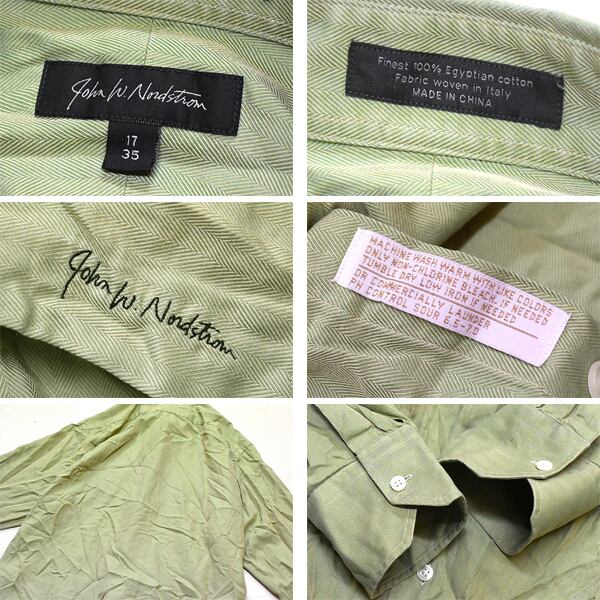 John W. Nordstrom
17
35
Finest 100% Egyptian cotton
Fabric woven in Italy
MADE IN CHINA
John W. Nordstrom
MACHINE WASH WARM WITH LIKE COLORS
ONLY NON-CHLORINE BLEACH IF NEEDED
TUMBLE DRY LOW IRON IF NEEDED
OR COMMERCIALLY LAUNDER
PH CONTROL SOUR 6.5-7.0